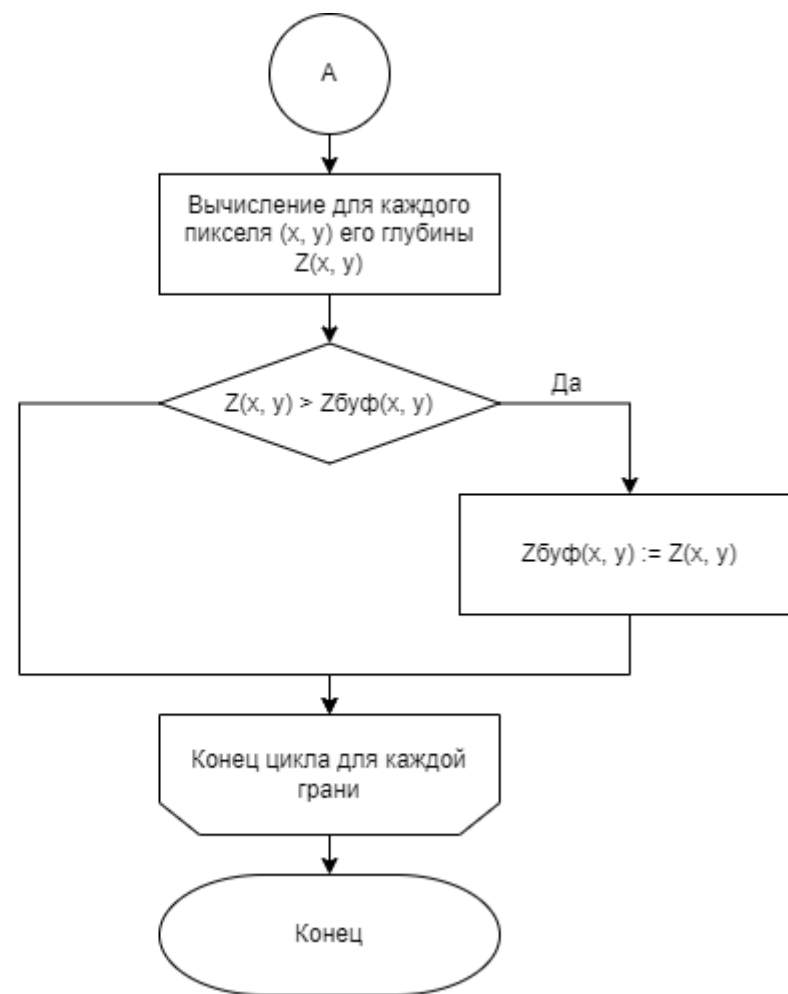 A
Вычисление для каждого
пикселя (x, y) его глубины
Z(x, y)
Z(x, y) > Zбуф(x, y)
Да
Zбуф(x, y) := Z(x, y)
Конец цикла для каждой
грани
Конец